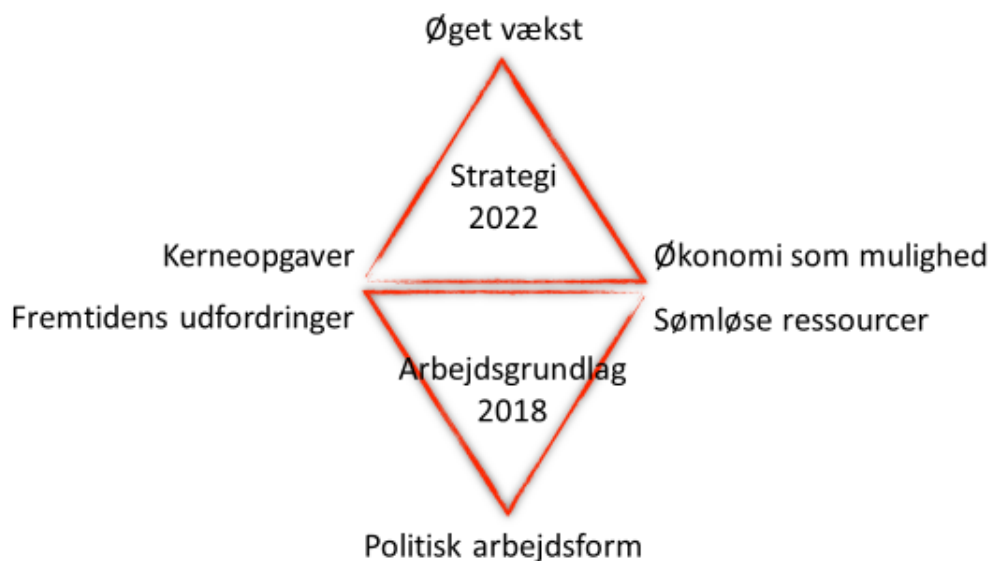 Øget vækst
Strategi
2022
Kerneopgaver
Økonomi som mulighed
Fremtidens udfordringer
Sømløse ressourcer
Arbejdsgrundlag
2018
Politisk arbejdsform